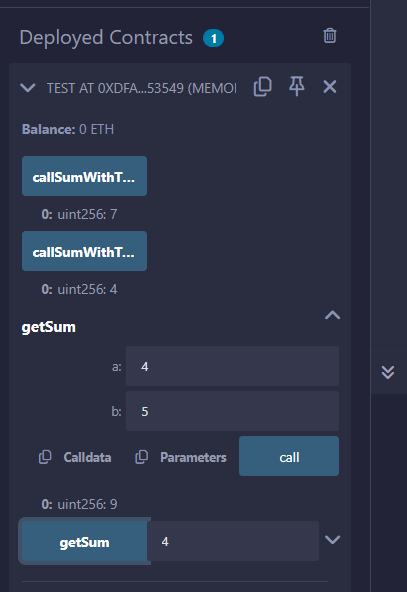 Deployed Contracts 1
TEST AT 0XDFA...53549 (MEMO
Balance: 0 ETH
callSumWithT...
0: uint256: 7
callSumWithT...
0: uint256: 4
getSum
a: 4
b: 5
Calldata Parameters call
0: uint256: 9
getSum 4